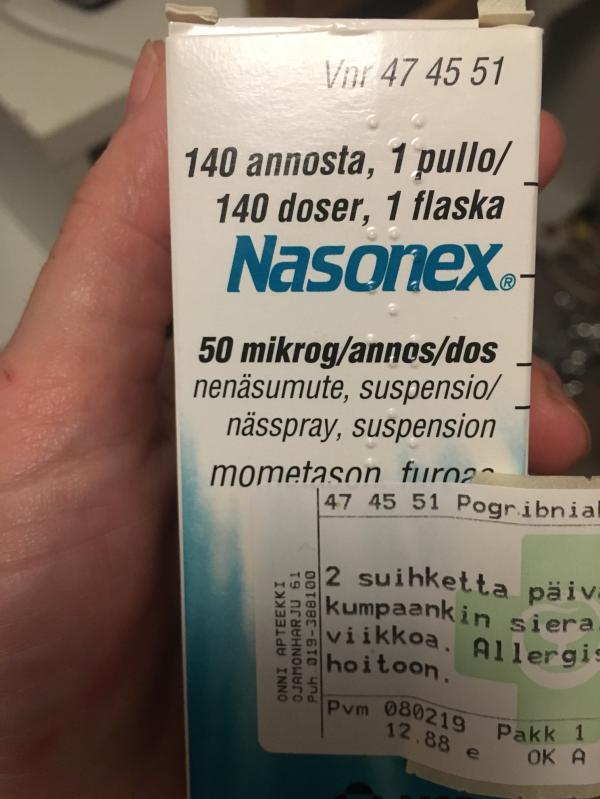 Vnr 47 45 51
140 annosta, 1 pullo/
140 doser, 1 flaska
Nasonex®
50 mikrog/annos/dos
nenäsumute, suspensio/
nässpray, suspension
mometason furoa
47 45 51 Pogribnia
2 suihketta päiv
kumpaankin siera
viikkoa. Allergis
hoitoon.
ONNI APTEEKKI
OJAMONHARJU 61
Puh 019-388100
Pvm 080219 Pakk 1
12.88 e OK A